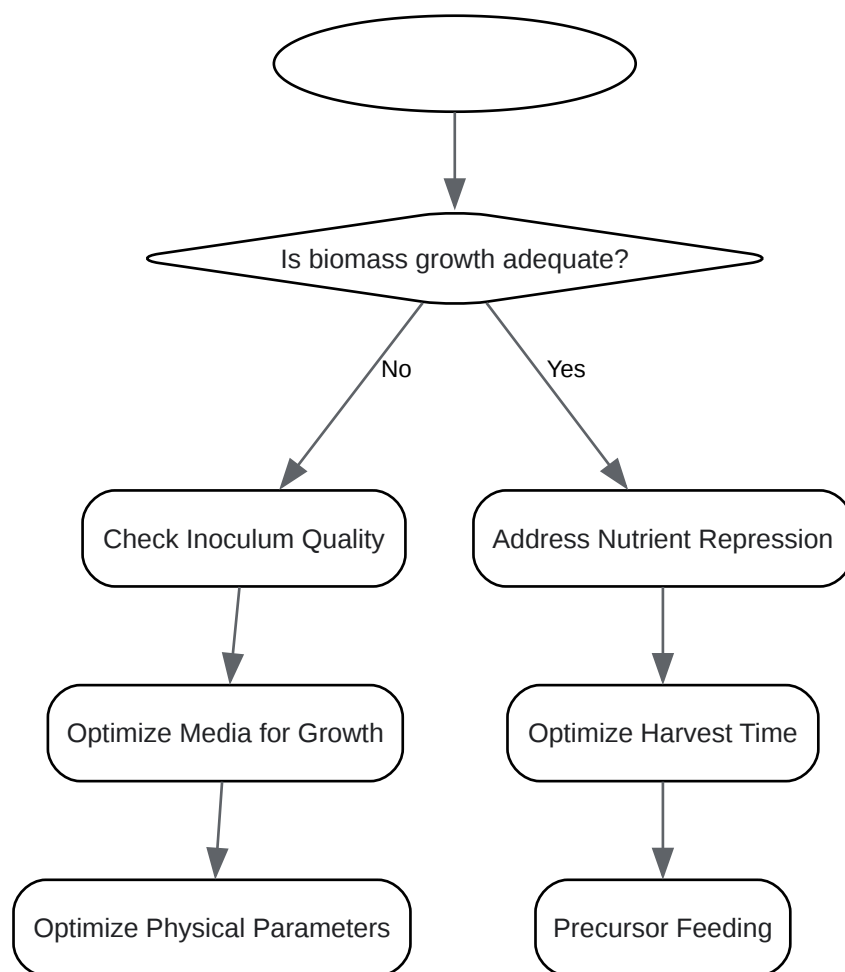 Is biomass growth adequate?
No
Yes
Check Inoculum Quality
Address Nutrient Repression
Optimize Media for Growth
Optimize Harvest Time
Optimize Physical Parameters
Precursor Feeding